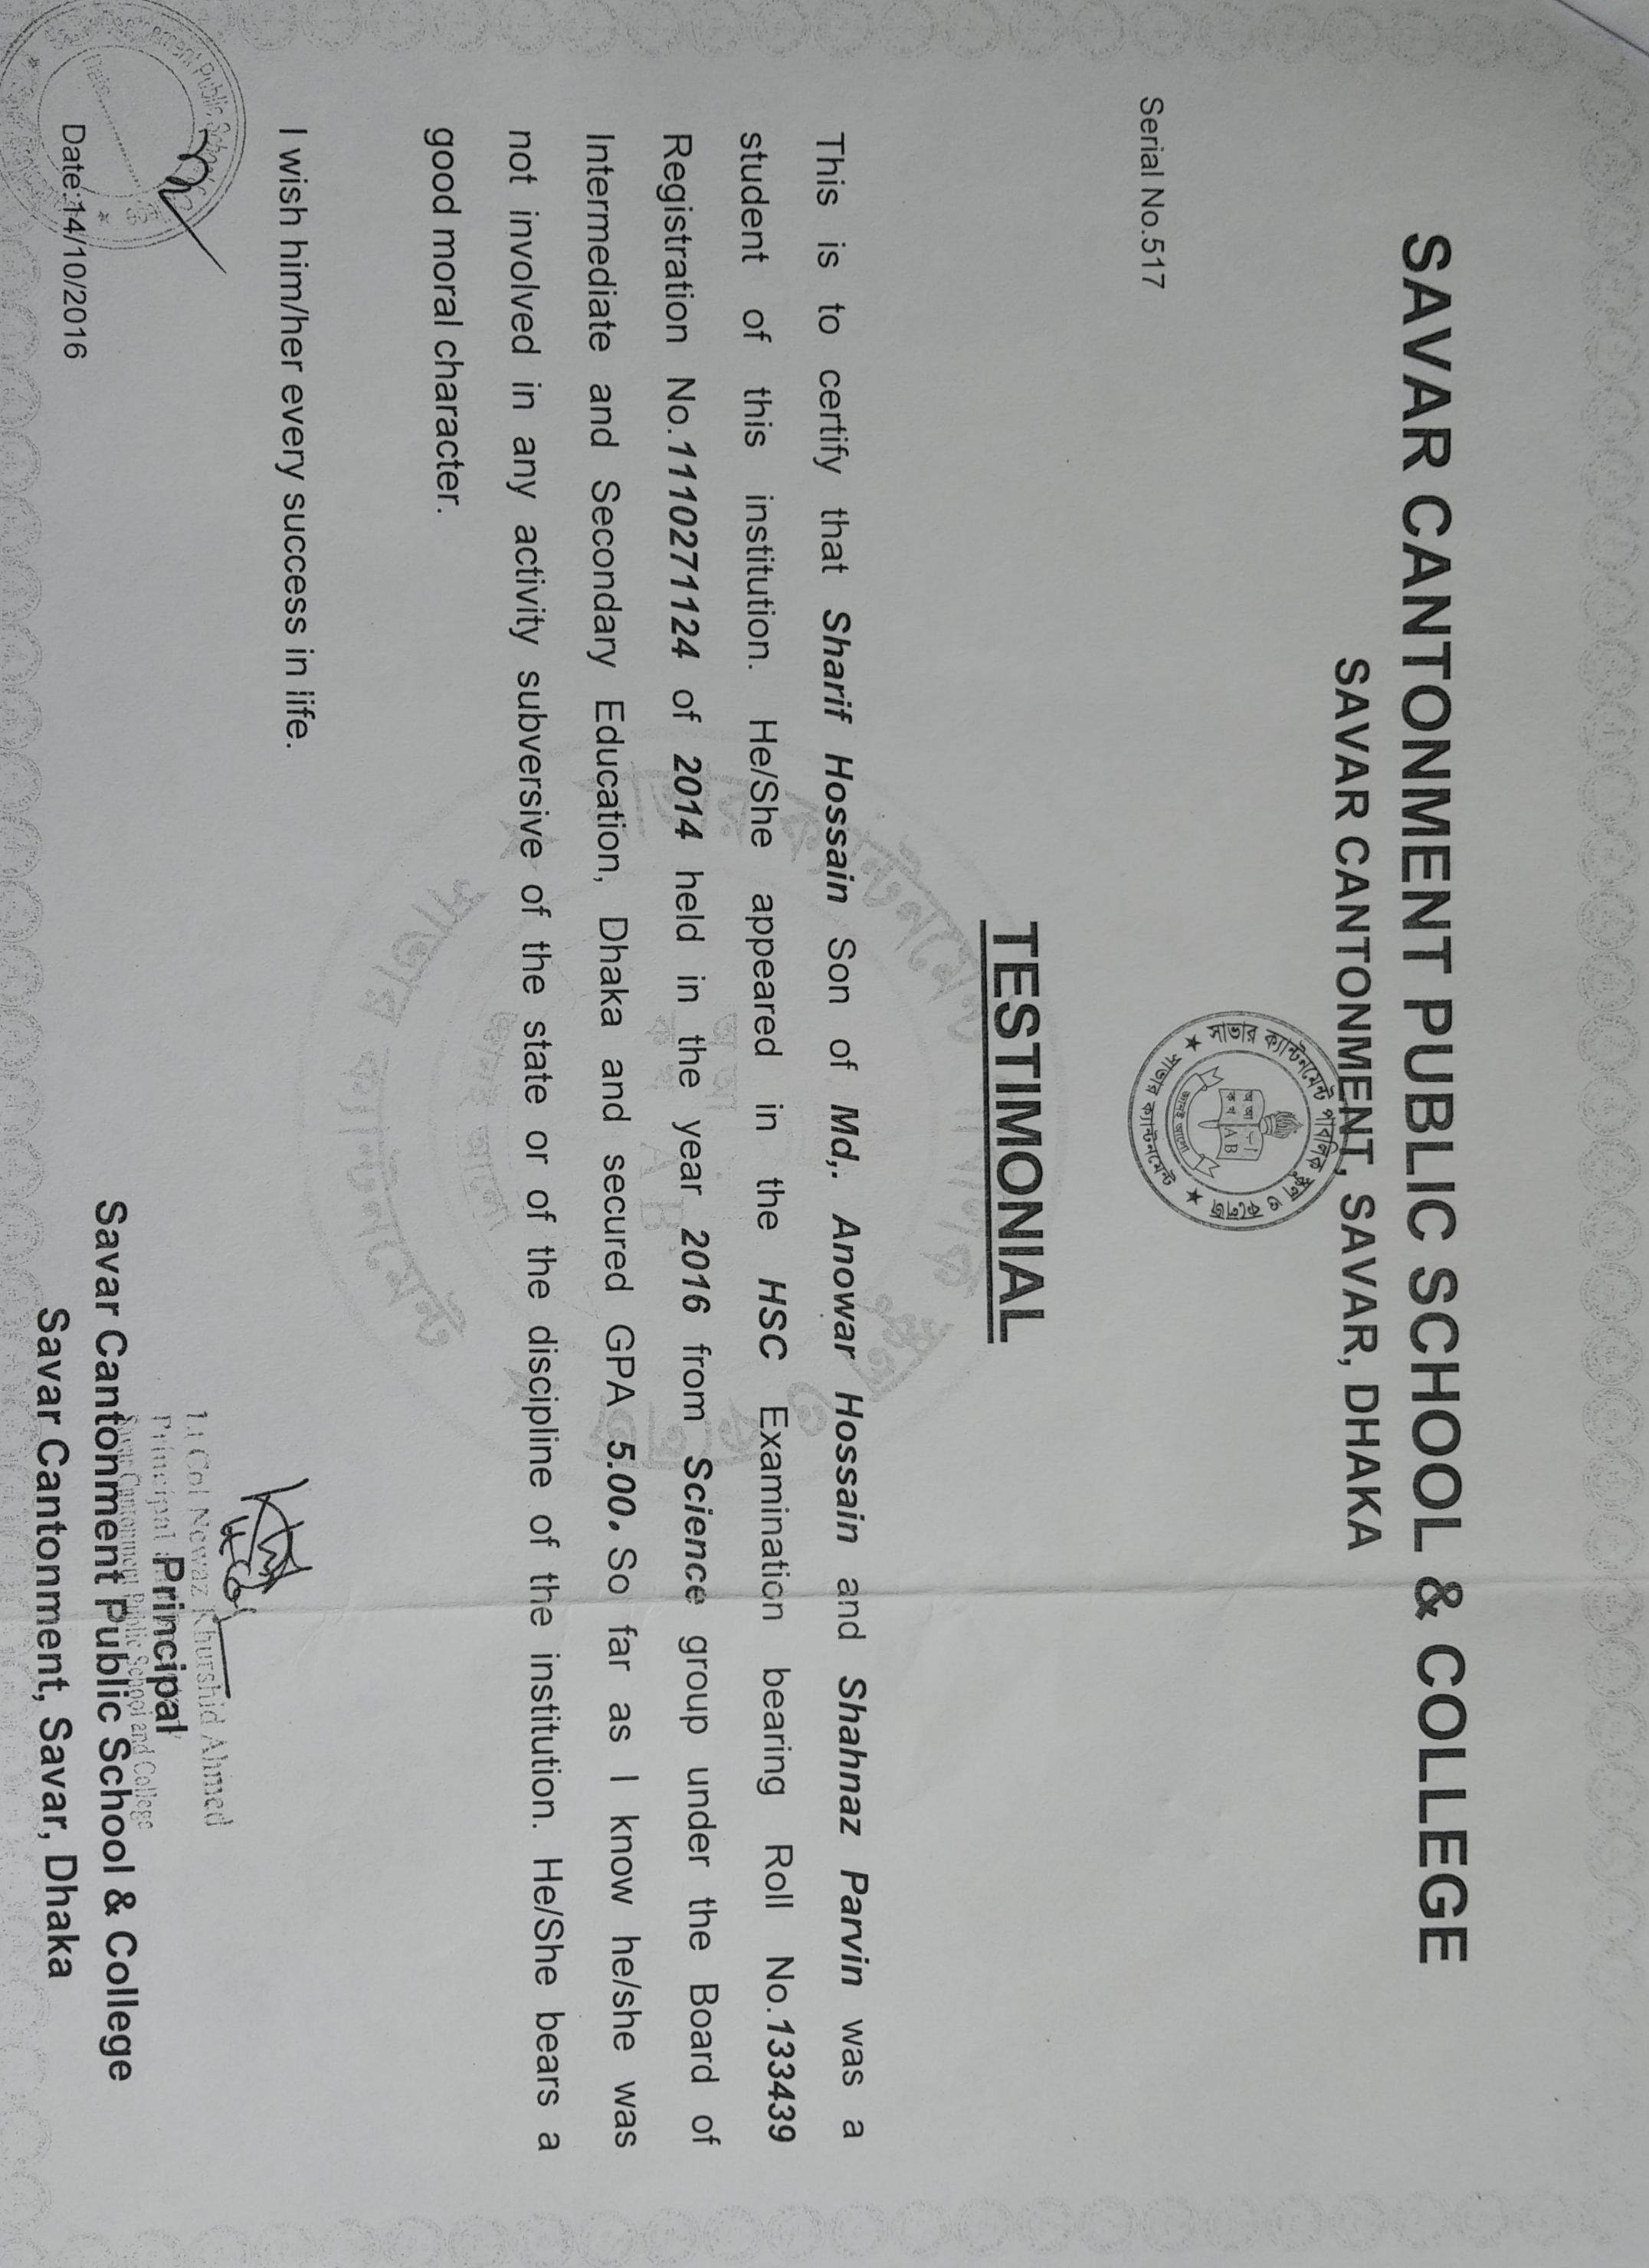 SAVAR CANTONMENT PUBLIC SCHOOL & COLLEGE
SAVAR CANTONMENT, SAVAR, DHAKA
সাভার ক্যান্টনমেন্ট পাবলিক স্কুল ও কলেজ
সাভার ক্যান্টনমেন্ট
অ আ
ক খ
A B
জ্ঞানই আলো
Serial No.517
TESTIMONIAL
This is to certify that Sharif Hossain Son of Md,. Anowar Hossain and Shahnaz Parvin was a
student of this institution. He/She appeared in the HSC Examination bearing Roll No.133439
Registration No.1110271124 of 2014 held in the year 2016 from Science group under the Board of
Intermediate and Secondary Education, Dhaka and secured GPA 5.00. So far as I know he/she was
not involved in any activity subversive of the state or of the discipline of the institution. He/She bears a
good moral character.
I wish him/her every success in life.
Date:14/10/2016
Lt Col Newaz Khurshid Ahmed
Principal
Savar Cantonment Public School and College
Principal
Savar Cantonment Public School & College
Savar Cantonment, Savar, Dhaka